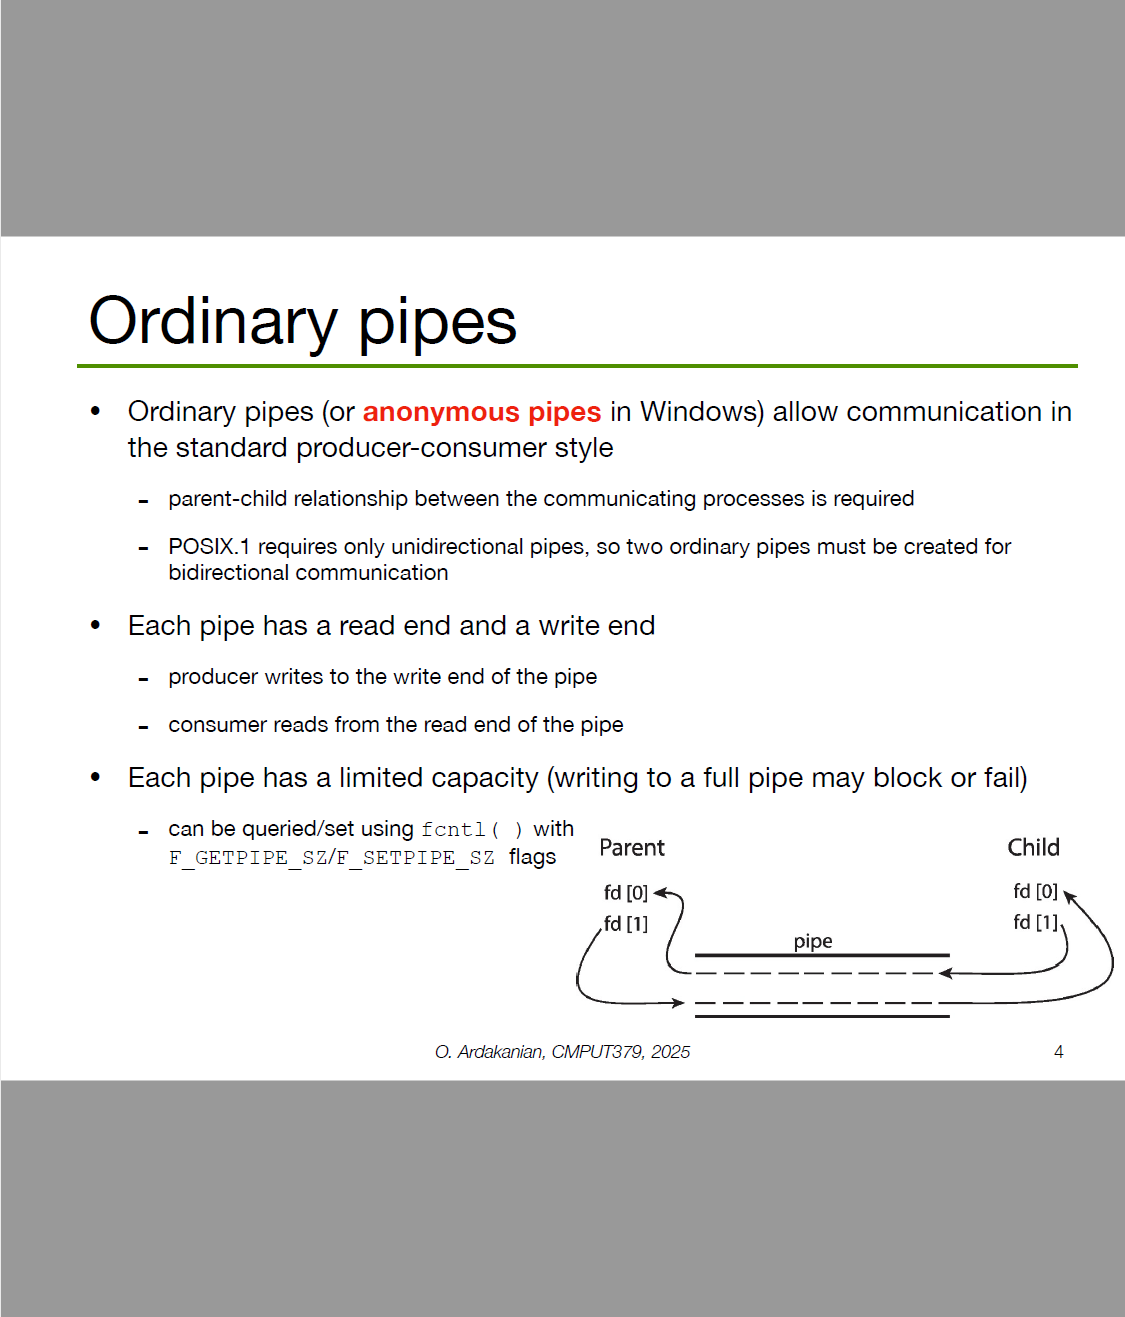 Ordinary pipes
• Ordinary pipes (or anonymous pipes in Windows) allow communication in
the standard producer-consumer style
- parent-child relationship between the communicating processes is required
- POSIX.1 requires only unidirectional pipes, so two ordinary pipes must be created for
bidirectional communication
• Each pipe has a read end and a write end
- producer writes to the write end of the pipe
- consumer reads from the read end of the pipe
• Each pipe has a limited capacity (writing to a full pipe may block or fail)
- can be queried/set using fcntl( ) with
F_GETPIPE_SZ/F_SETPIPE_SZ flags
Parent
Child
fd [0]
fd [0]
fd [1]
fd [1]
pipe
O. Ardakanian, CMPUT379, 2025
4